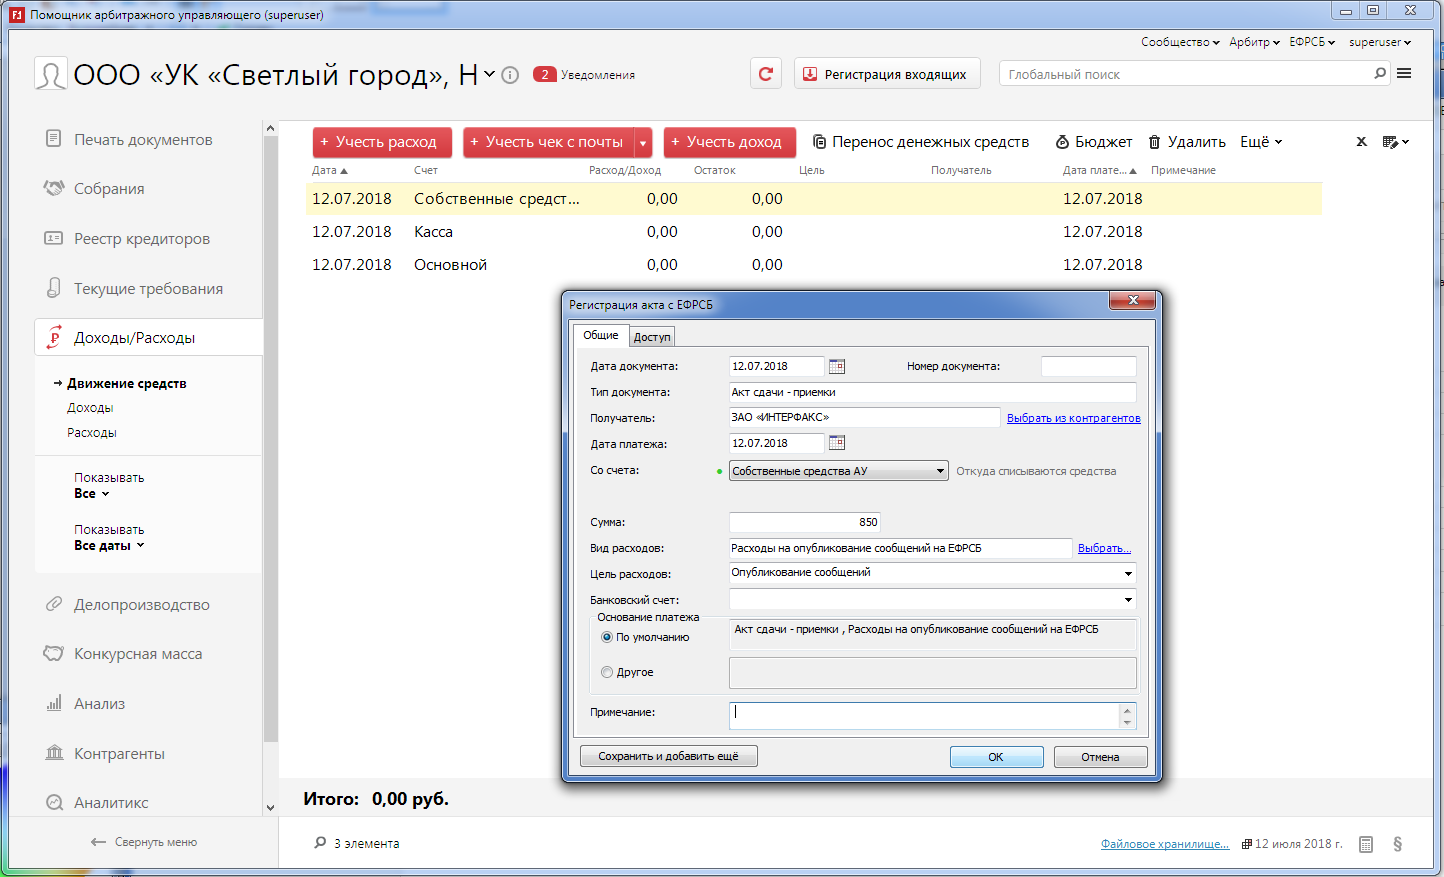 Помощник арбитражного управляющего (superuser)
Сообщество Арбитр ЕФРСБ superuser
ООО «УК «Светлый город», Н 2 Уведомления Регистрация входящих Глобальный поиск
Печать документов
Собрания
Реестр кредиторов
Текущие требования
Доходы/Расходы
→ Движение средств
Доходы
Расходы
Показывать
Все
Показывать
Все даты
Делопроизводство
Конкурсная масса
Анализ
Контрагенты
Аналитикс
Свернуть меню
+ Учесть расход + Учесть чек с почты + Учесть доход Перенос денежных средств Бюджет Удалить Ещё X
Дата Счет Расход/Доход Остаток Цель Получатель Дата плате... Примечание
12.07.2018 Собственные средст... 0,00 0,00 12.07.2018
12.07.2018 Касса 0,00 0,00 12.07.2018
12.07.2018 Основной 0,00 0,00 12.07.2018
Регистрация акта с ЕФРСБ
Общие Доступ
Дата документа: 12.07.2018 Номер документа:
Тип документа: Акт сдачи - приемки
Получатель: ЗАО «ИНТЕРФАКС» Выбрать из контрагентов
Дата платежа: 12.07.2018
Со счета: Собственные средства АУ Откуда списываются средства
Сумма: 850
Вид расходов: Расходы на опубликование сообщений на ЕФРСБ Выбрать...
Цель расходов: Опубликование сообщений
Банковский счет:
Основание платежа
По умолчанию Акт сдачи - приемки , Расходы на опубликование сообщений на ЕФРСБ
Другое
Примечание:
Сохранить и добавить ещё OK Отмена
Итого: 0,00 руб.
3 элемента Файловое хранилище... 12 июля 2018 г. §